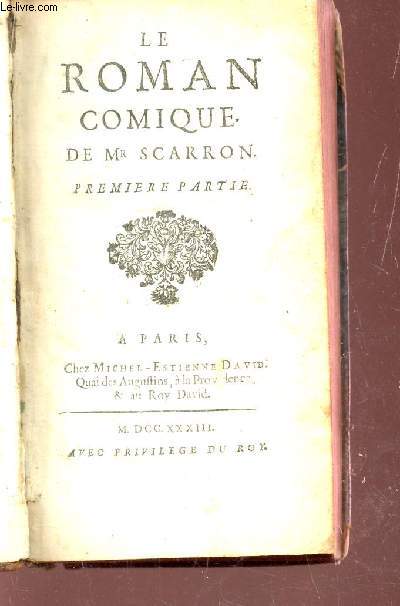 Le-livre.com
LE
ROMAN
COMIQUE.
DE MR SCARRON.
PREMIERE PARTIE.
A PARIS,
Chez MICHEL-ESTIENNE DAVID.
Quai des Augustins, à la Providence,
& au Roy David.
M. DCC. XXXIII.
AVEC PRIVILEGE DU ROY.